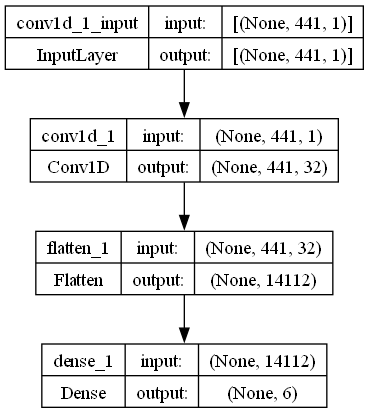 conv1d_1_input input: [(None, 441, 1)]
InputLayer output: [(None, 441, 1)]
conv1d_1 input: (None, 441, 1)
Conv1D output: (None, 441, 32)
flatten_1 input: (None, 441, 32)
Flatten output: (None, 14112)
dense_1 input: (None, 14112)
Dense output: (None, 6)